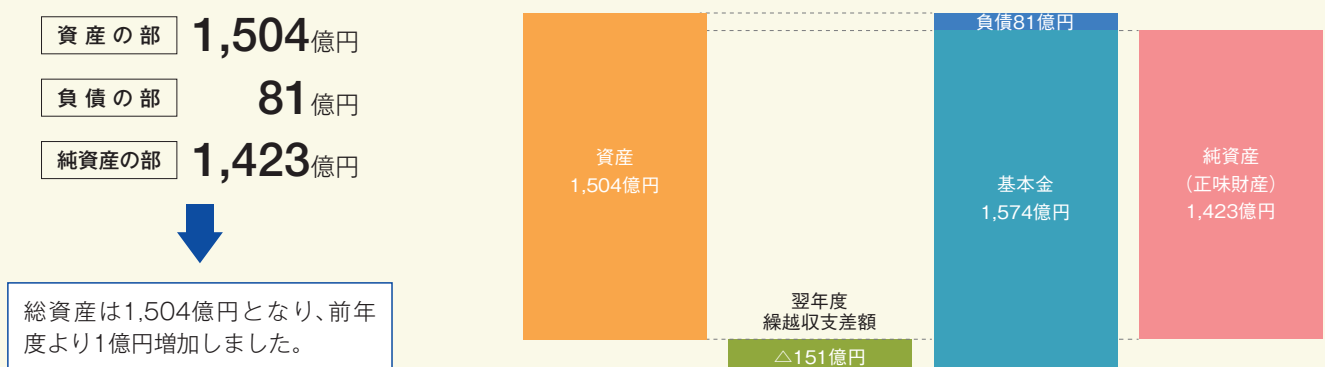 資産の部 1,504億円
負債の部 81億円
純資産の部 1,423億円
総資産は1,504億円となり、前年
度より1億円増加しました。
資産
1,504億円
翌年度
繰越収支差額
△151億円
負債81億円
基本金
1,574億円
純資産
（正味財産）
1,423億円